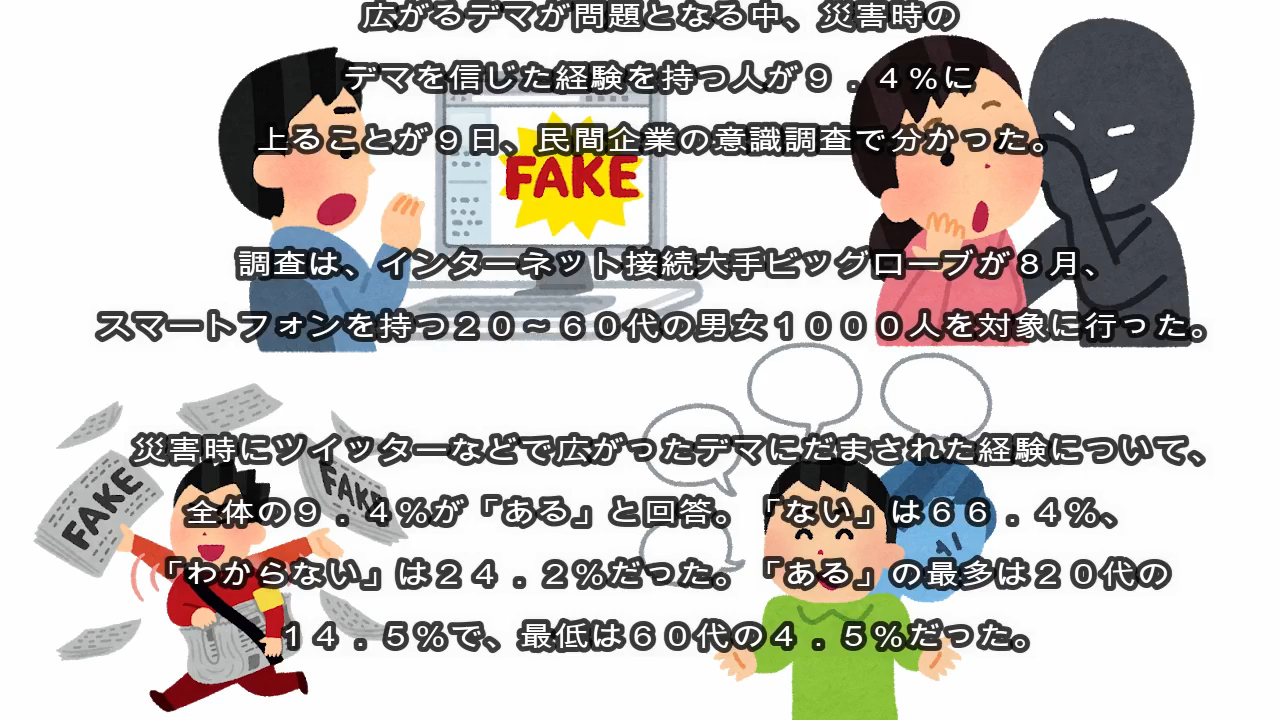 広がるデマが問題となる中、災害時の
デマを信じた経験を持つ人が９．４％に
上ることが９日、民間企業の意識調査で分かった。
FAKE
調査は、インターネット接続大手ビッグローブが８月、
スマートフォンを持つ２０～６０代の男女１０００人を対象に行った。
災害時にツイッターなどで広がったデマにだまされた経験について、
FAKE
FAKE
全体の９．４％が「ある」と回答。「ない」は６６．４％、
「わからない」は２４．２％だった。「ある」の最多は２０代の
１４．５％で、最低は６０代の４．５％だった。